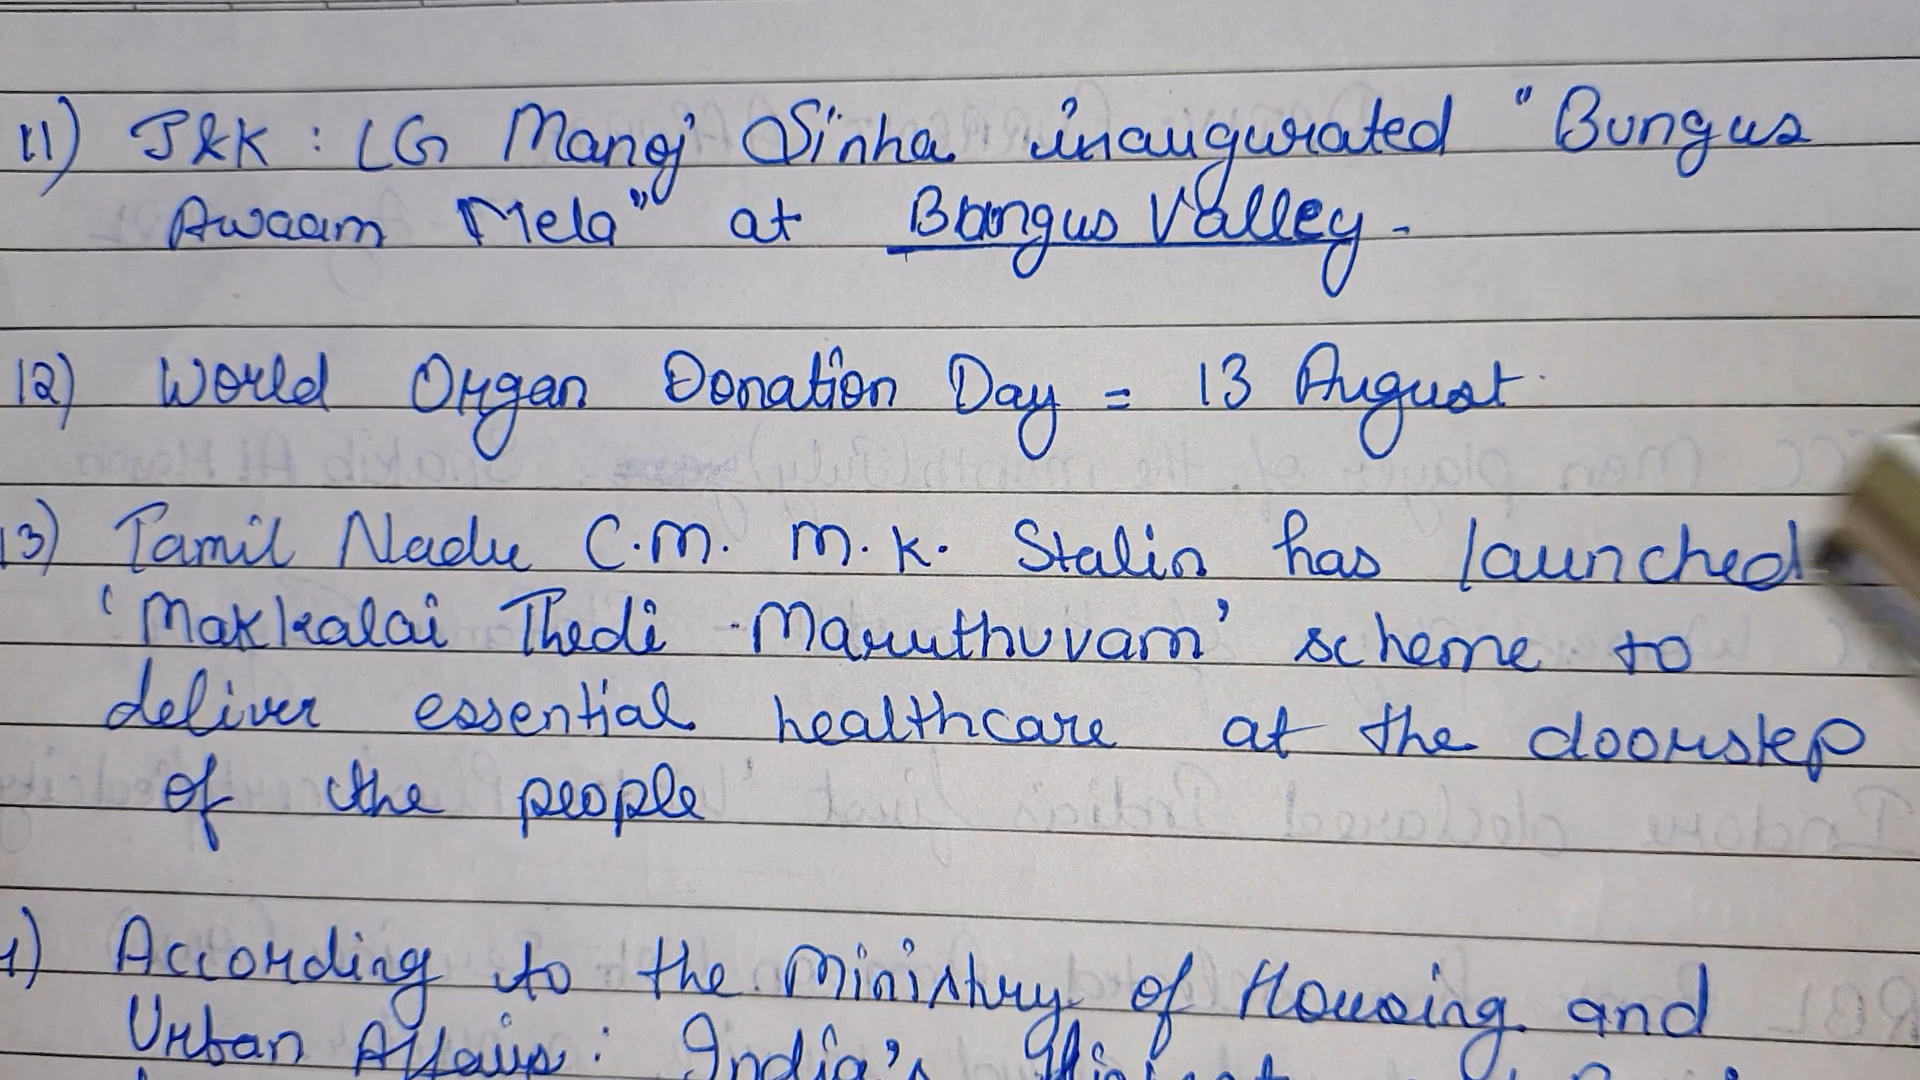 11) J&K : LG Manoj Sinha inaugurated "Bungus
Awaam Mela" at Bangus Valley.
12) World Organ Donation Day = 13 August.
13) Tamil Nadu C.M. M.K. Stalin has launched
'Makkalai Thedi Maruthuvam' scheme to
deliver essential healthcare at the doorstep
of the people
1) According to the Ministry of Housing and
Urban Affairs: India's